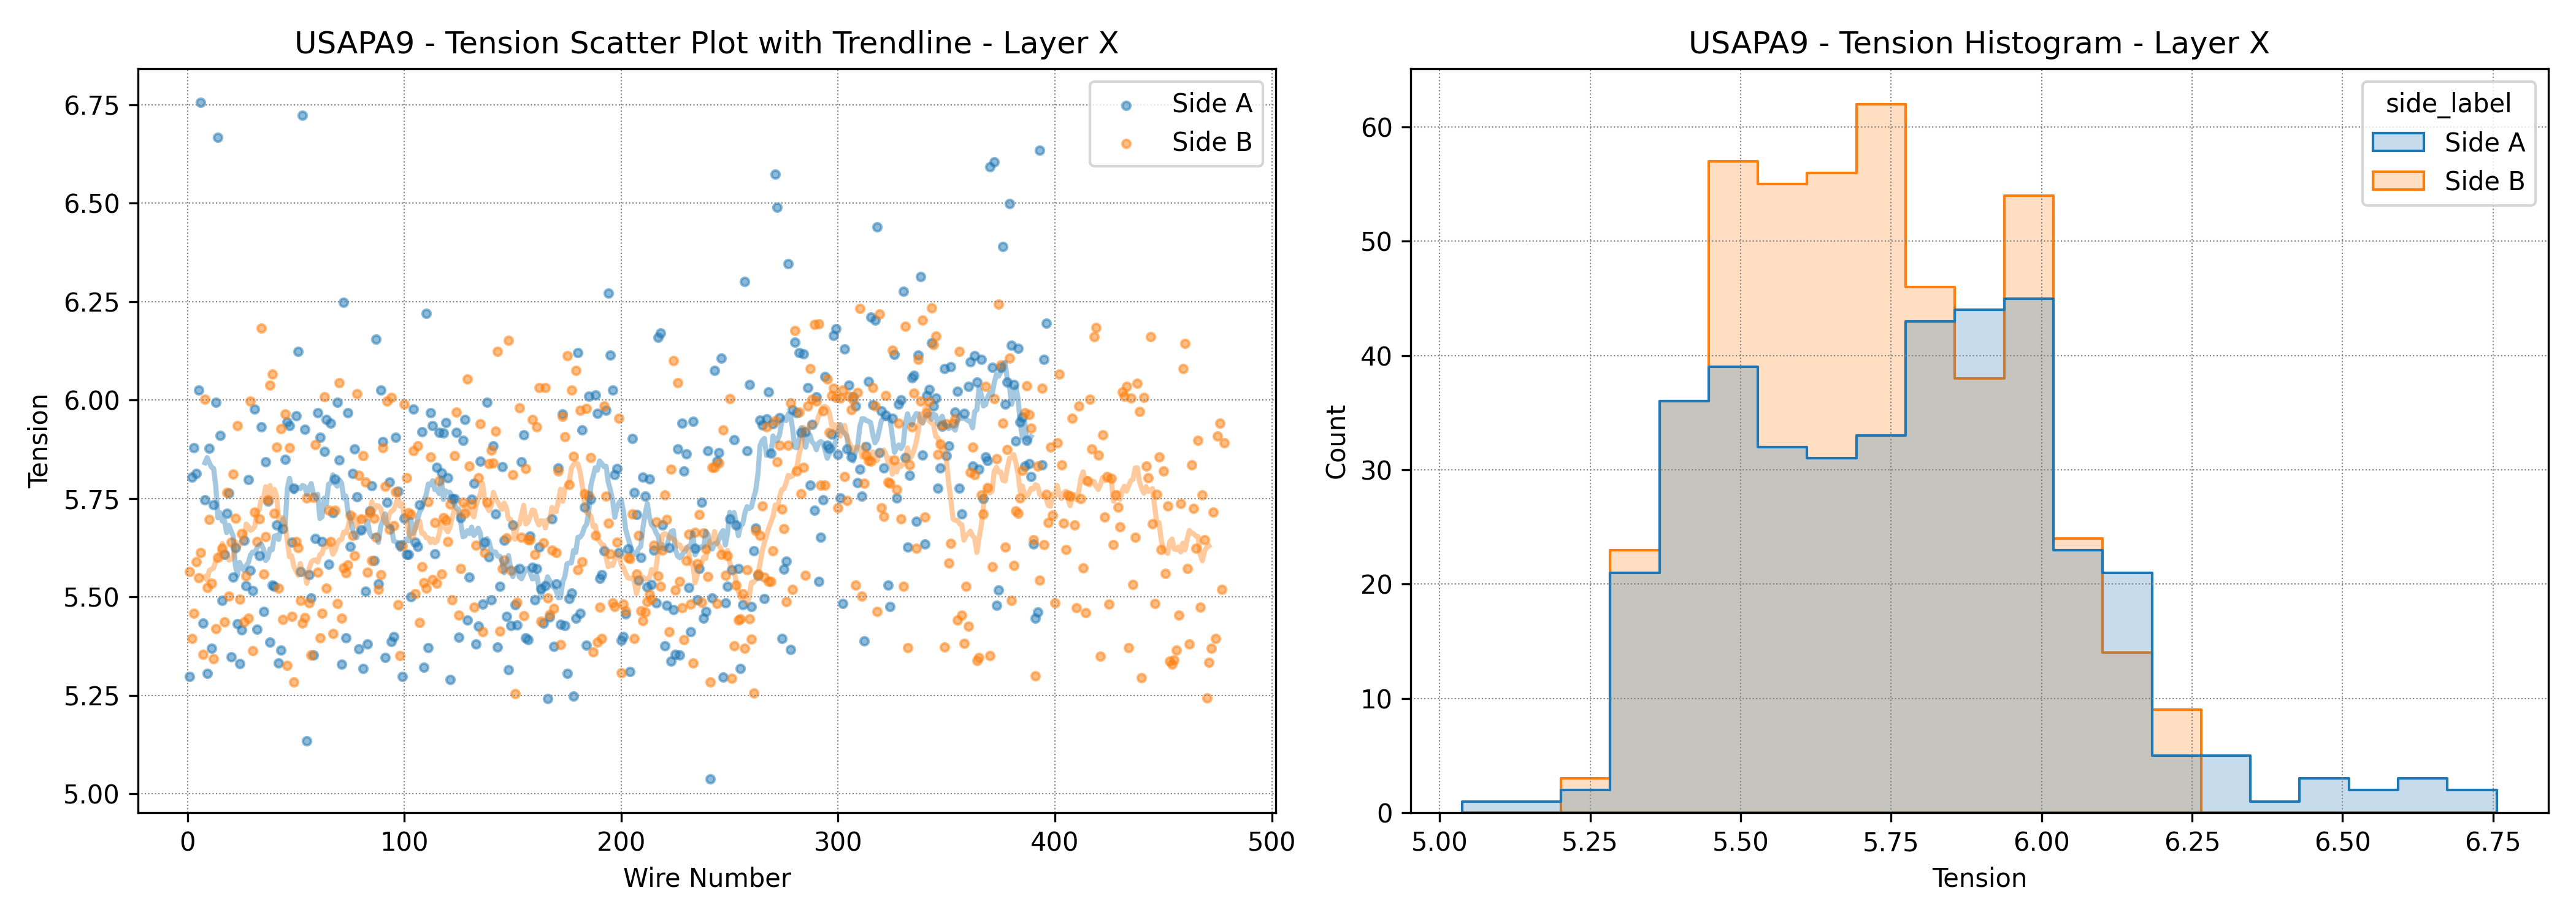 USAPA9 - Tension Scatter Plot with Trendline - Layer X
Tension
6.75
6.50
6.25
6.00
5.75
5.50
5.25
5.00
0
100
200
300
400
500
Wire Number
Side A
Side B
USAPA9 - Tension Histogram - Layer X
Count
60
50
40
30
20
10
0
5.00
5.25
5.50
5.75
6.00
6.25
6.50
6.75
Tension
side_label
Side A
Side B